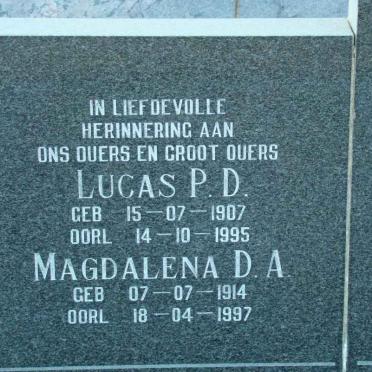 IN LIEFDEVOLLE
HERINNERING AAN
ONS OUERS EN GROOT OUERS
LUCAS P. D.
GEB 15-07-1907
OORL 14-10-1995
MAGDALENA D. A.
GEB 07-07-1914
OORL 18-04-1997